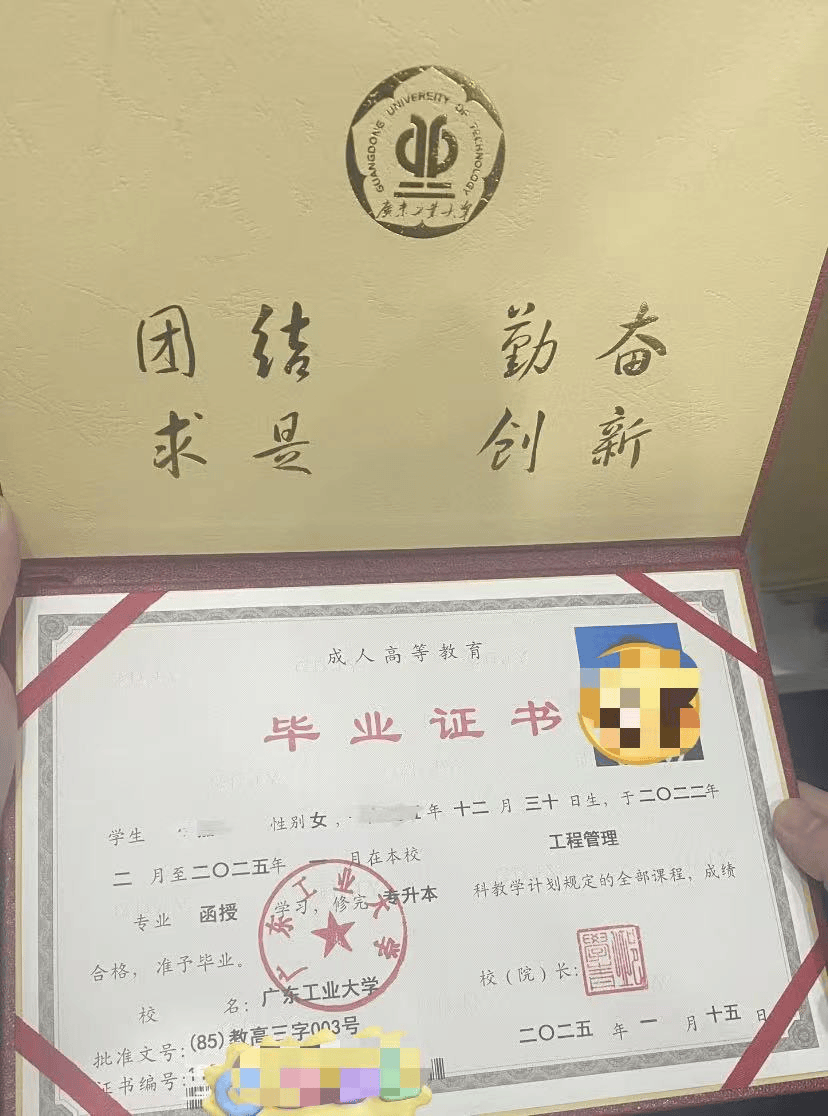 GUANGDONG UNIVERSITY OF TECHNOLOGY
廣東工業大學
团结 勤奋
求是 创新
成人高等教育
毕业证书
学生 性别 女， 年 十二 月 三十 日生，于 二〇二二年
二 月至 二〇二五年 一 月在本校 工程管理
专业 函授 学习，修完 专升本 科教学计划规定的全部课程，成绩
合格，准予毕业。
广东工业大学
校 名：广东工业大学
校（院）长：
批准文号：(85)教高三字003号
二〇二五 年 一 月 十五 日
证书编号：1